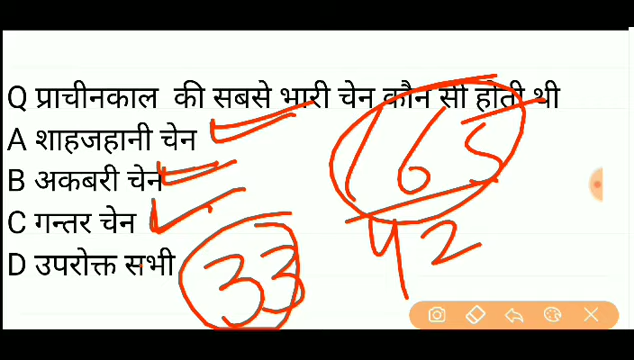 Q प्राचीनकाल की सबसे भारी चेन कौन सी होती थी
A शाहजहानी चेन
B अकबरी चेन
C गन्तर चेन
D उपरोक्त सभी
165
42
33